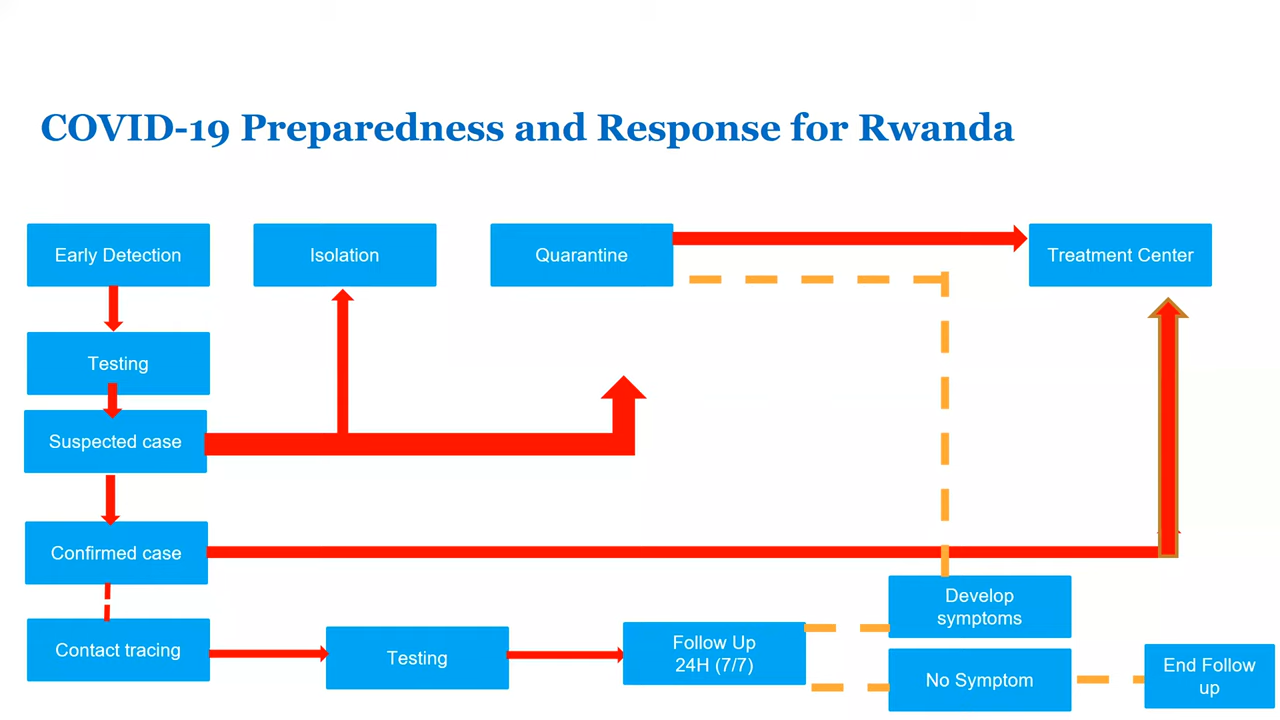 COVID-19 Preparedness and Response for Rwanda
Early Detection
Isolation
Quarantine
Treatment Center
Testing
Suspected case
Confirmed case
Contact tracing
Testing
Follow Up
24H (7/7)
Develop
symptoms
No Symptom
End Follow
up